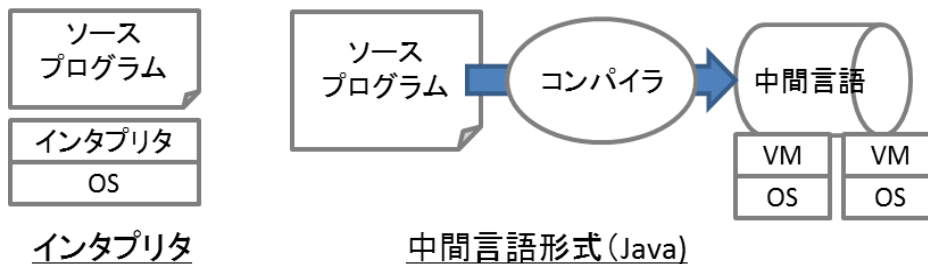 ソース
プログラム
インタプリタ
OS
インタプリタ
ソース
プログラム
コンパイラ
中間言語
VM
OS
VM
OS
中間言語形式(Java)